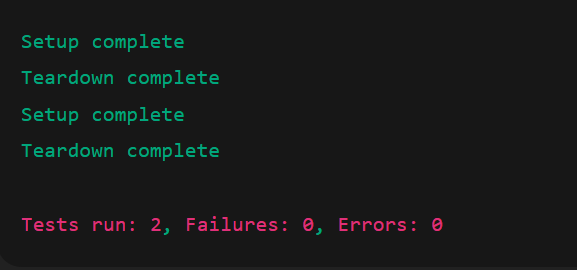 Setup complete
Teardown complete
Setup complete
Teardown complete
Tests run: 2, Failures: 0, Errors: 0